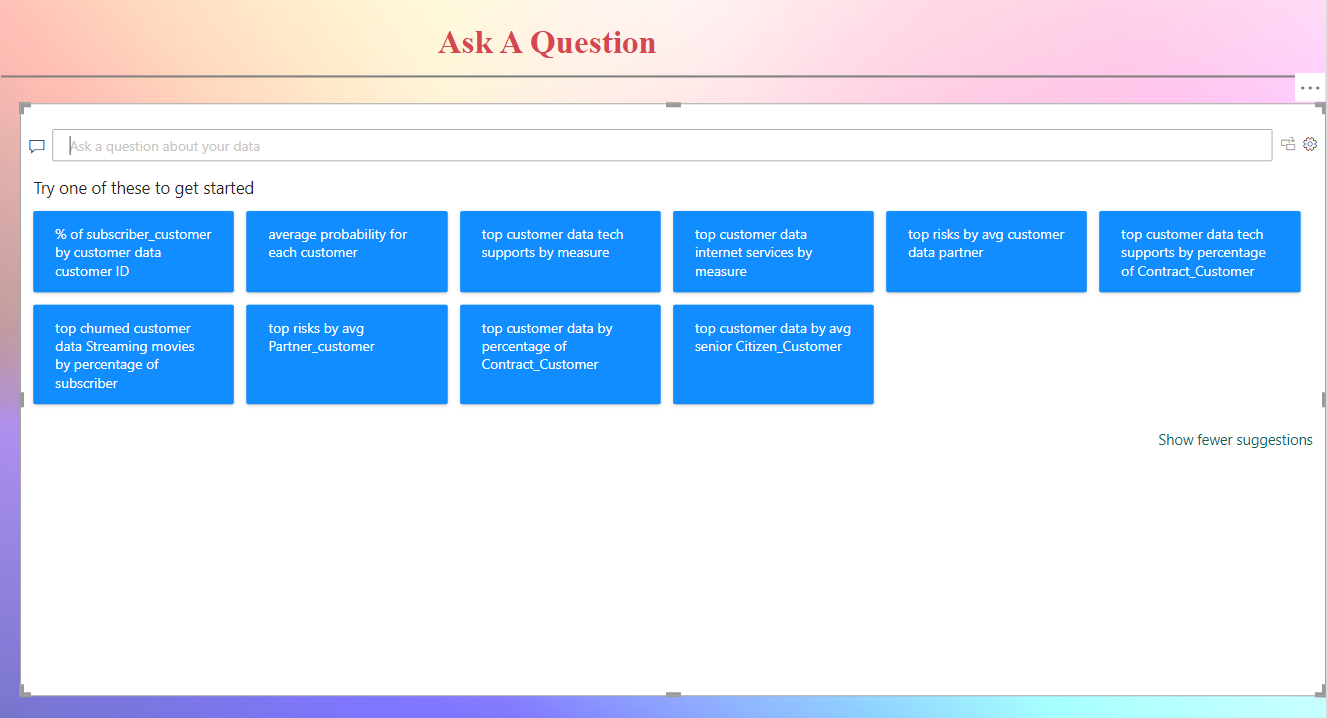 Ask A Question
Ask a question about your data
Try one of these to get started
% of subscriber_customer
by customer data
customer ID
average probability for
each customer
top customer data tech
supports by measure
top customer data
internet services by
measure
top risks by avg customer
data partner
top customer data tech
supports by percentage
of Contract_Customer
top churned customer
data Streaming movies
by percentage of
subscriber
top risks by avg
Partner_customer
top customer data by
percentage of
Contract_Customer
top customer data by avg
senior Citizen_Customer
Show fewer suggestions